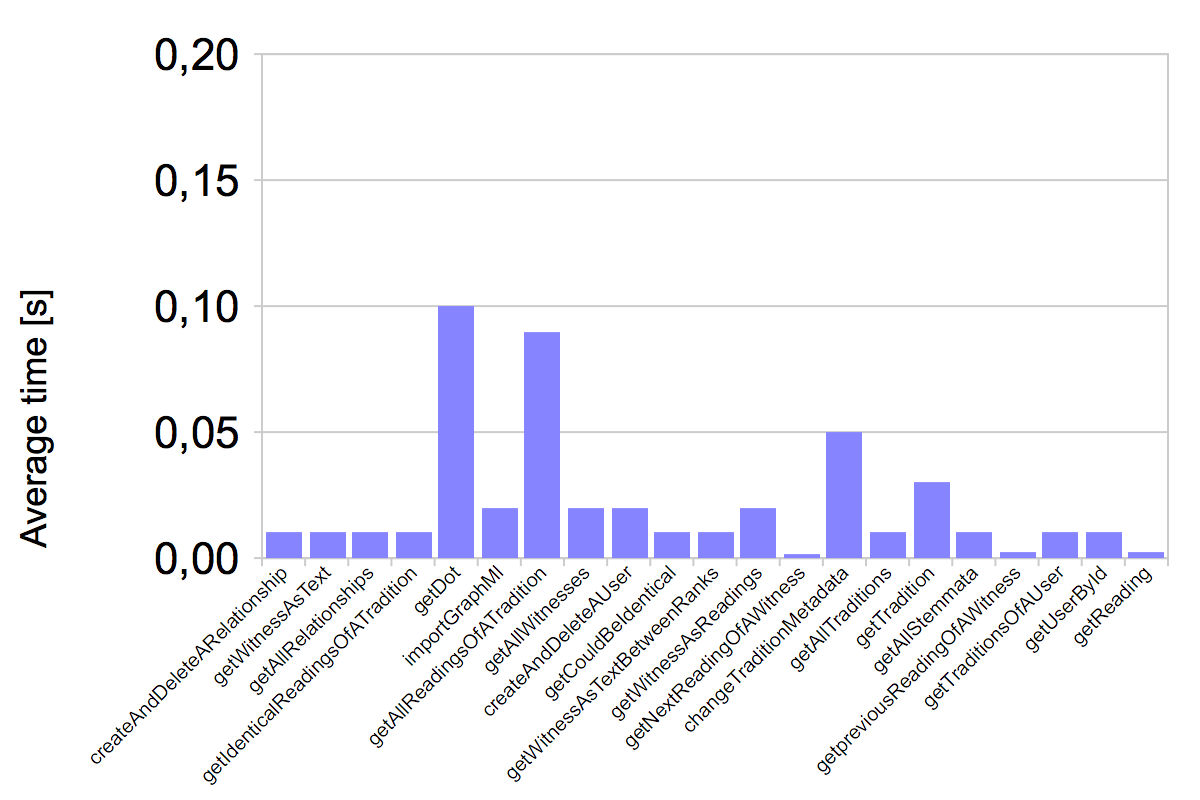 0,20
0,15
0,10
0,05
0,00
Average time [s]
createAndDeleteARelationship
getWitnessAsText
getAllRelationships
getIdenticalReadingsOfATradition
getDot
importGraphMl
getAllReadingsOfATradition
getAllWitnesses
createAndDeleteAUser
getCouldBeIdentical
getWitnessAsTextBetweenRanks
getWitnessAsReadings
getNextReadingOfAWitness
changeTraditionMetadata
getAllTraditions
getTradition
getAllStemmata
getpreviousReadingOfAWitness
getTraditionsOfAUser
getUserById
getReading